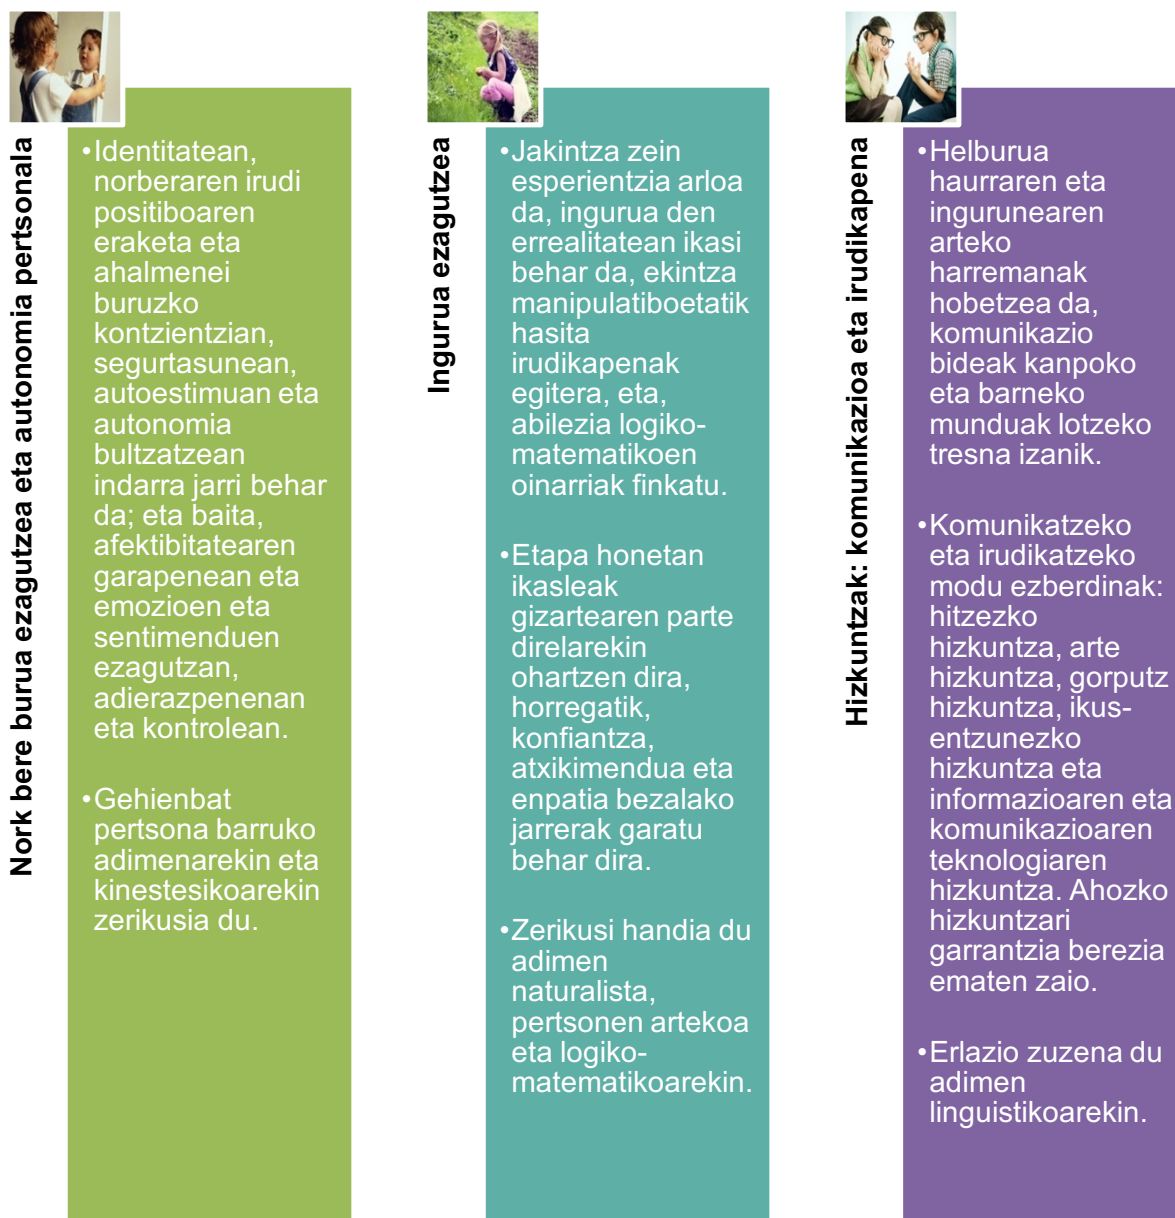 Nork bere burua ezagutzea eta autonomia pertsonala
•Identitatean,
norberaren irudi
positiboaren
eraketa eta
ahalmenei
buruzko
kontzientzian,
segurtasunean,
autoestimuan eta
autonomia
bultzatzean
indarra jarri behar
da; eta baita,
afektibitatearen
garapenean eta
emozioen eta
sentimenduen
ezagutzan,
adierazpenenan
eta kontrolean.
•Gehienbat
pertsona barruko
adimenarekin eta
kinestesikoarekin
zerikusia du.
Ingurua ezagutzea
•Jakintza zein
esperientzia arloa
da, ingurua den
errealitatean ikasi
behar da, ekintza
manipulatiboetatik
hasita
irudikapenak
egitera, eta,
abilezia logiko-
matematikoen
oinarriak finkatu.
•Etapa honetan
ikasleak
gizartearen parte
direlarekin
ohartzen dira,
horregatik,
konfiantza,
atxikimendua eta
enpatia bezalako
jarrerak garatu
behar dira.
•Zerikusi handia du
adimen
naturalista,
pertsonen artekoa
eta logiko-
matematikoarekin.
Hizkuntzak: komunikazioa eta irudikapena
•Helburua
haurraren eta
ingurunearen
arteko
harremanak
hobetzea da,
komunikazio
bideak kanpoko
eta barneko
munduak lotzeko
tresna izanik.
•Komunikatzeko
eta irudikatzeko
modu ezberdinak:
hitzezko
hizkuntza, arte
hizkuntza, gorputz
hizkuntza, ikus-
entzunezko
hizkuntza eta
informazioaren eta
komunikazioaren
teknologiaren
hizkuntza. Ahozko
hizkuntzari
garrantzia berezia
ematen zaio.
•Erlazio zuzena du
adimen
linguistikoarekin.